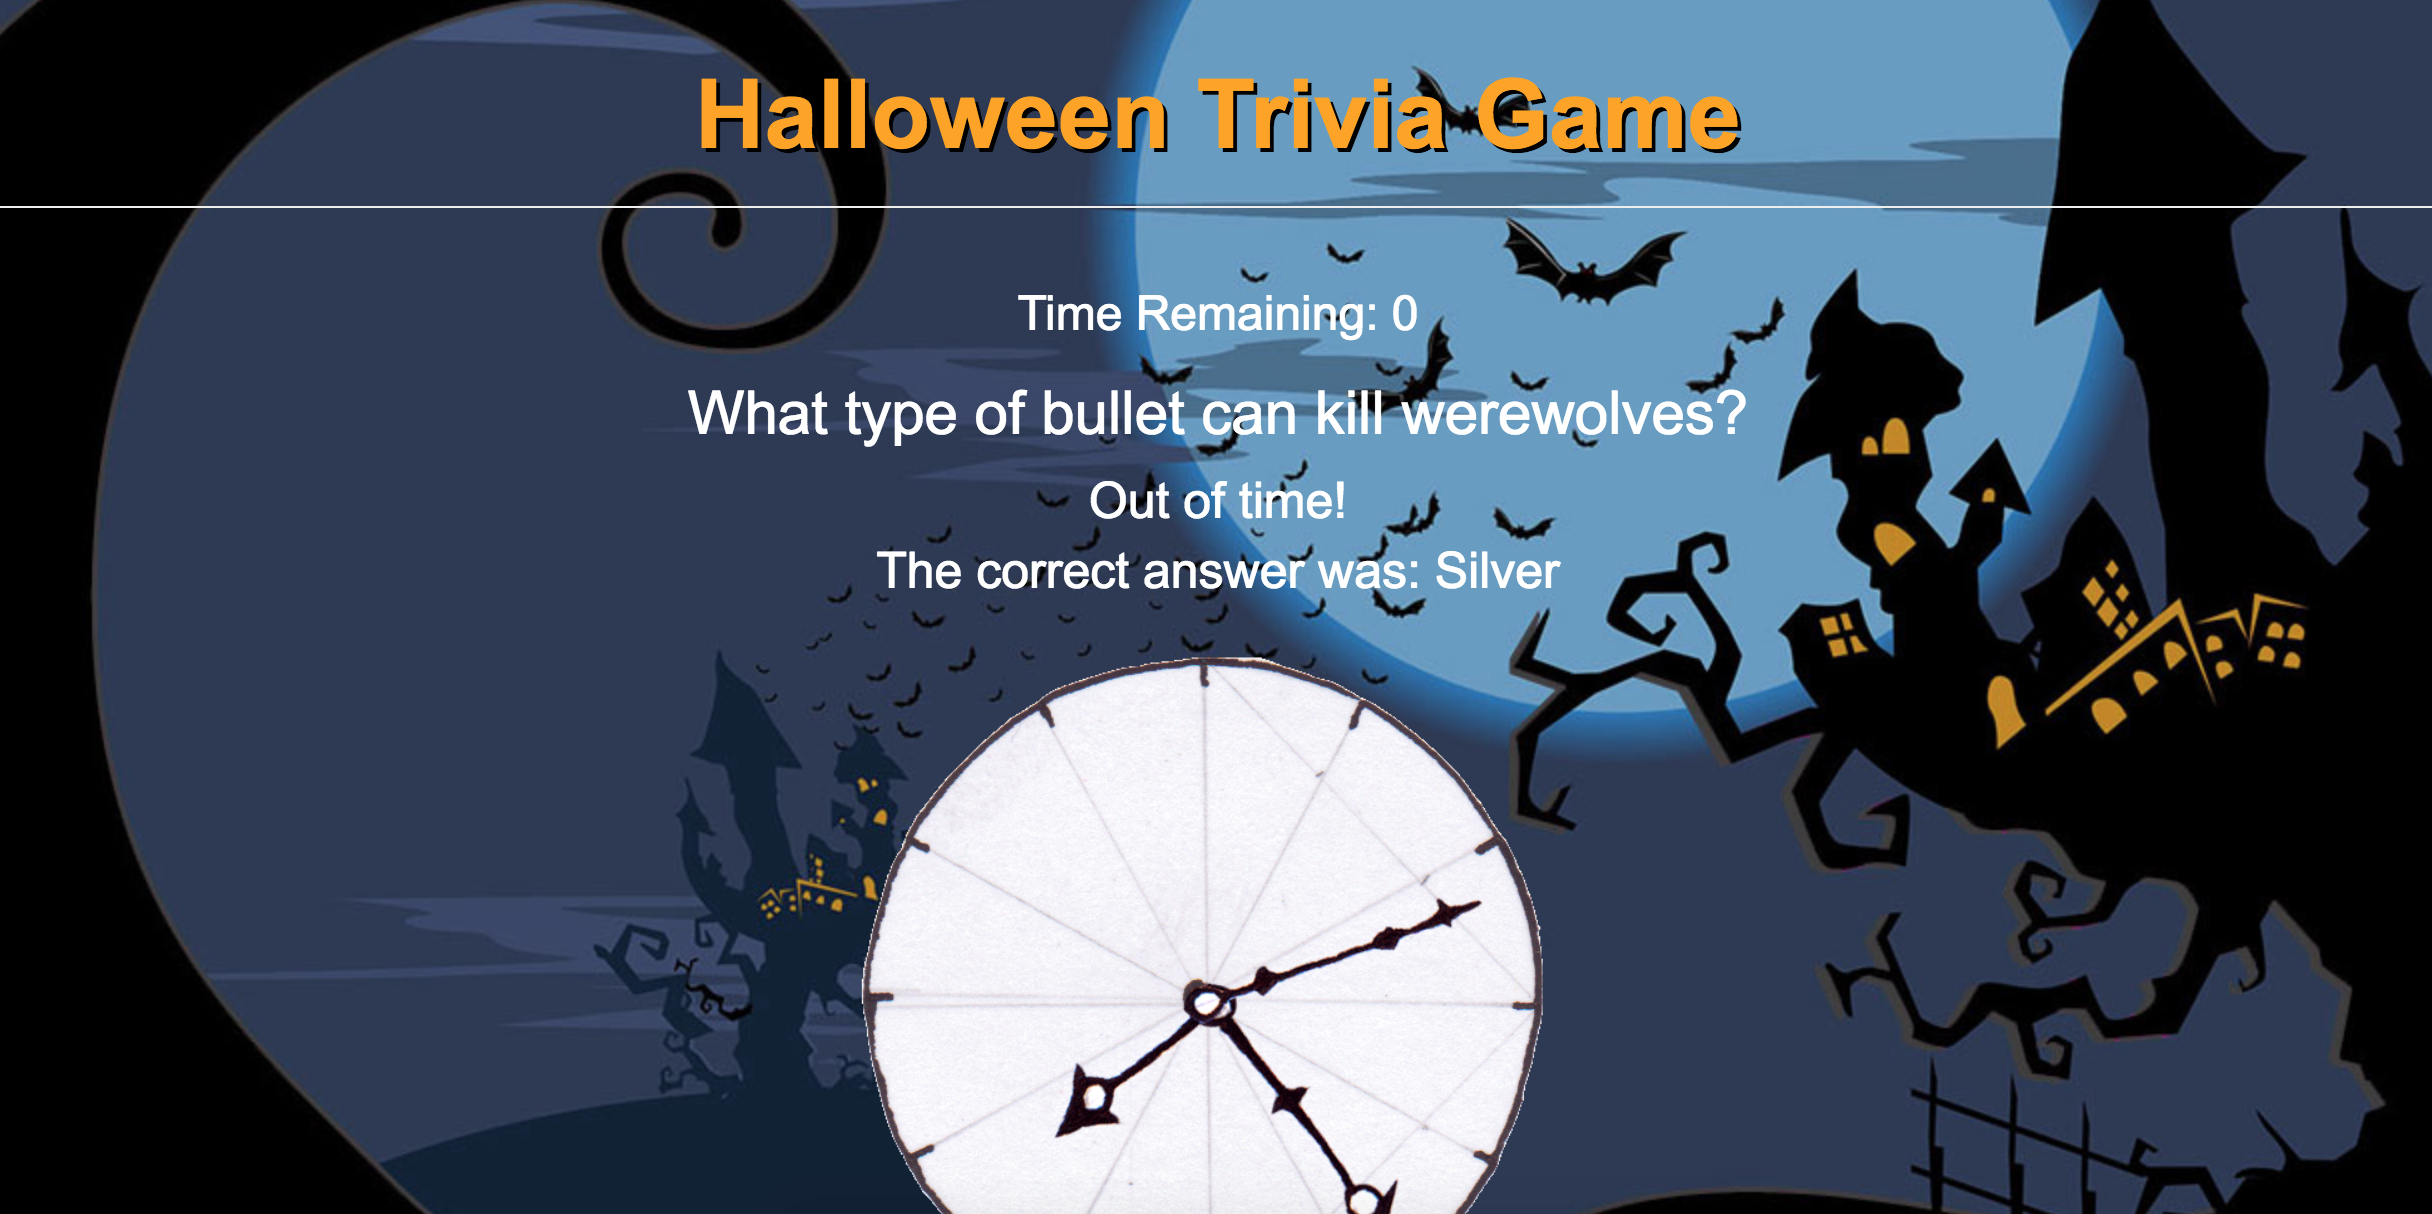 Halloween Trivia Game
Time Remaining: 0
What type of bullet can kill werewolves?
Out of time!
The correct answer was: Silver